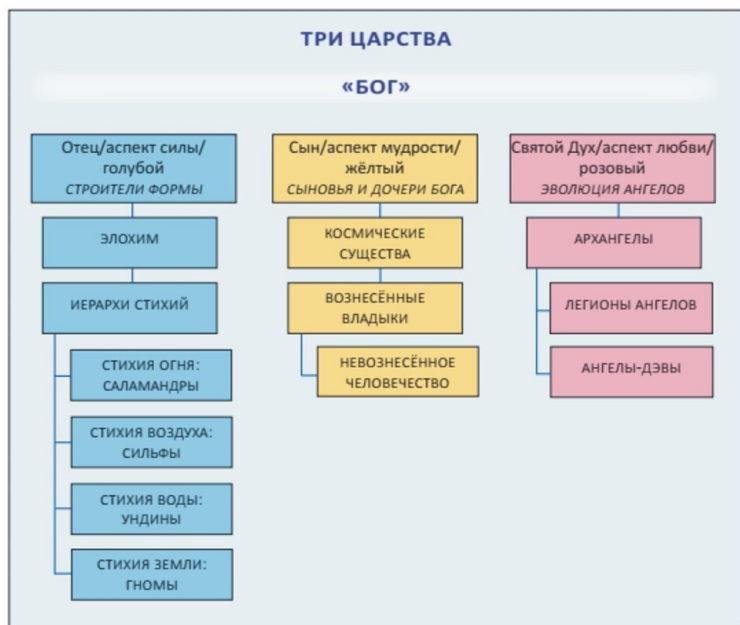 ТРИ ЦАРСТВА
«БОГ»
Отец/аспект силы/
голубой
СТРОИТЕЛИ ФОРМЫ
ЭЛОХИМ
ИЕРАРХИ СТИХИЙ
СТИХИЯ ОГНЯ:
САЛАМАНДРЫ
СТИХИЯ ВОЗДУХА:
СИЛЬФЫ
СТИХИЯ ВОДЫ:
УНДИНЫ
СТИХИЯ ЗЕМЛИ:
ГНОМЫ
Сын/аспект мудрости/
жёлтый
СЫНОВЬЯ И ДОЧЕРИ БОГА
КОСМИЧЕСКИЕ
СУЩЕСТВА
ВОЗНЕСЁННЫЕ
ВЛАДЫКИ
НЕВОЗНЕСЁННОЕ
ЧЕЛОВЕЧЕСТВО
Святой Дух/аспект любви/
розовый
ЭВОЛЮЦИЯ АНГЕЛОВ
АРХАНГЕЛЫ
ЛЕГИОНЫ АНГЕЛОВ
АНГЕЛЫ-ДЭВЫ